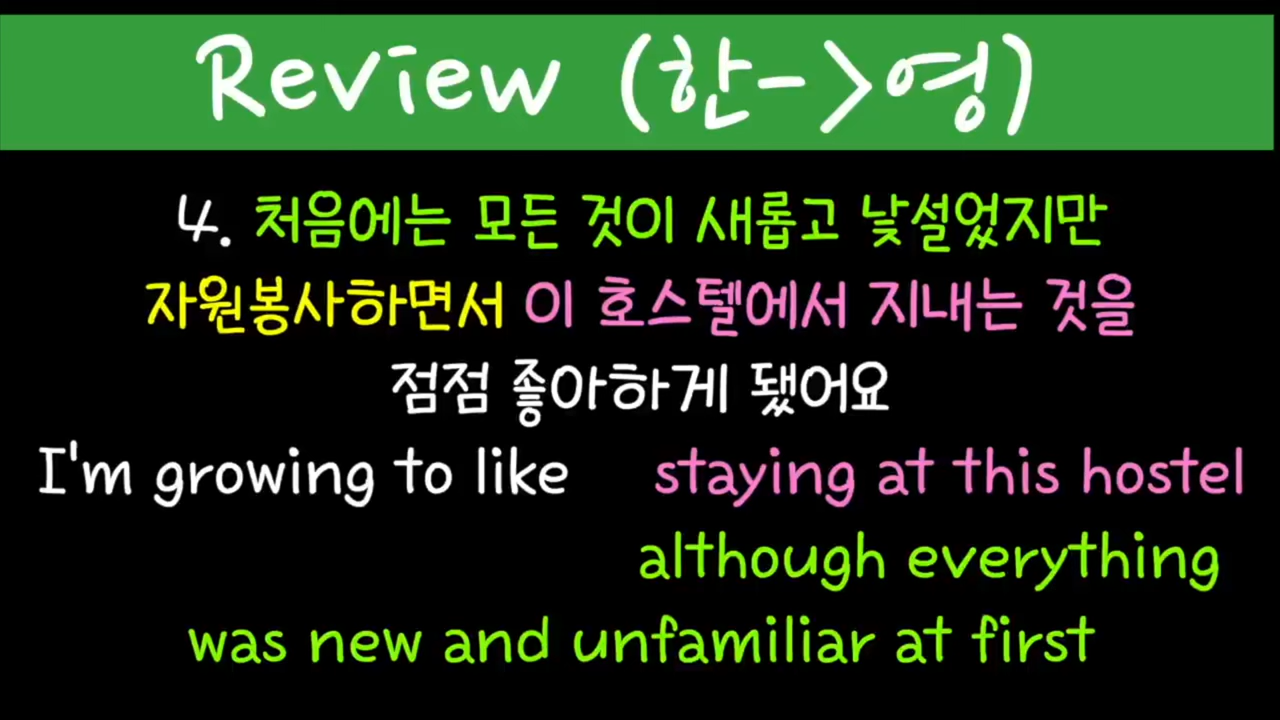 Review (한->영)
4. 처음에는 모든 것이 새롭고 낯설었지만
자원봉사하면서 이 호스텔에서 지내는 것을
점점 좋아하게 됐어요
I'm growing to like staying at this hostel
although everything
was new and unfamiliar at first